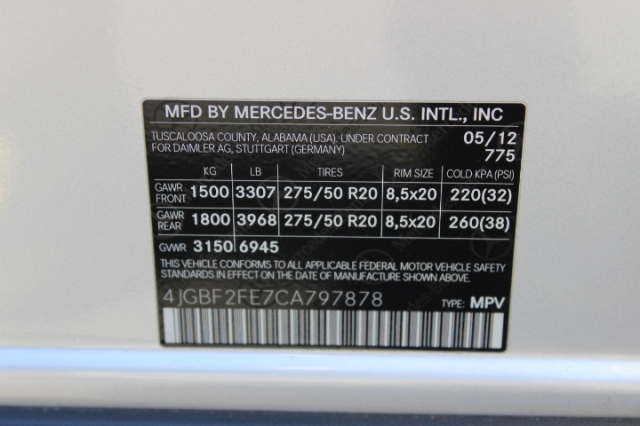 MFD BY MERCEDES-BENZ U.S. INTL., INC
TUSCALOOSA COUNTY, ALABAMA (USA), UNDER CONTRACT 05/12
FOR DAIMLER AG, STUTTGART (GERMANY) 775
KG LB TIRES RIM SIZE COLD KPA (PSI)
GAWR FRONT 1500 3307 275/50 R20 8,5x20 220(32)
GAWR REAR 1800 3968 275/50 R20 8,5x20 260(38)
GVWR 3150 6945
THIS VEHICLE CONFORMS TO ALL APPLICABLE FEDERAL MOTOR VEHICLE
SAFETY STANDARDS IN EFFECT ON THE DATE OF MANUFACTURE SHOWN ABOVE.
4JGBF2FE7CA797878 TYPE: MPV